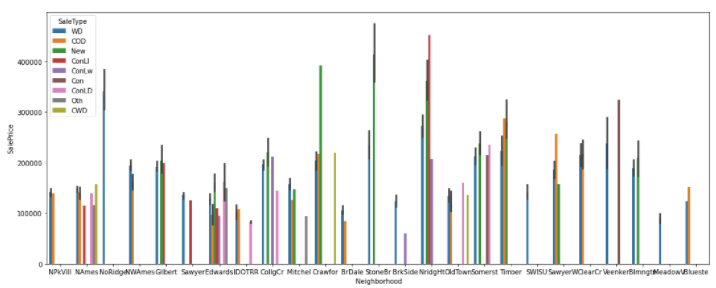 SaleType
WD
COD
New
ConLI
ConLw
Con
ConLD
Oth
CWD
400000
300000
200000
100000
0
SalePrice
NPkVill NAmes NoRidge NWAmes Gilbert Sawyer Edwards IDOTRR CollgCr Mitchel Crawfor BrDale StoneBr BrkSide NridgHt OldTown Somerst Timber SWISU SawyerW ClearCr Veenker Blmngtn MeadowV Blueste
Neighborhood